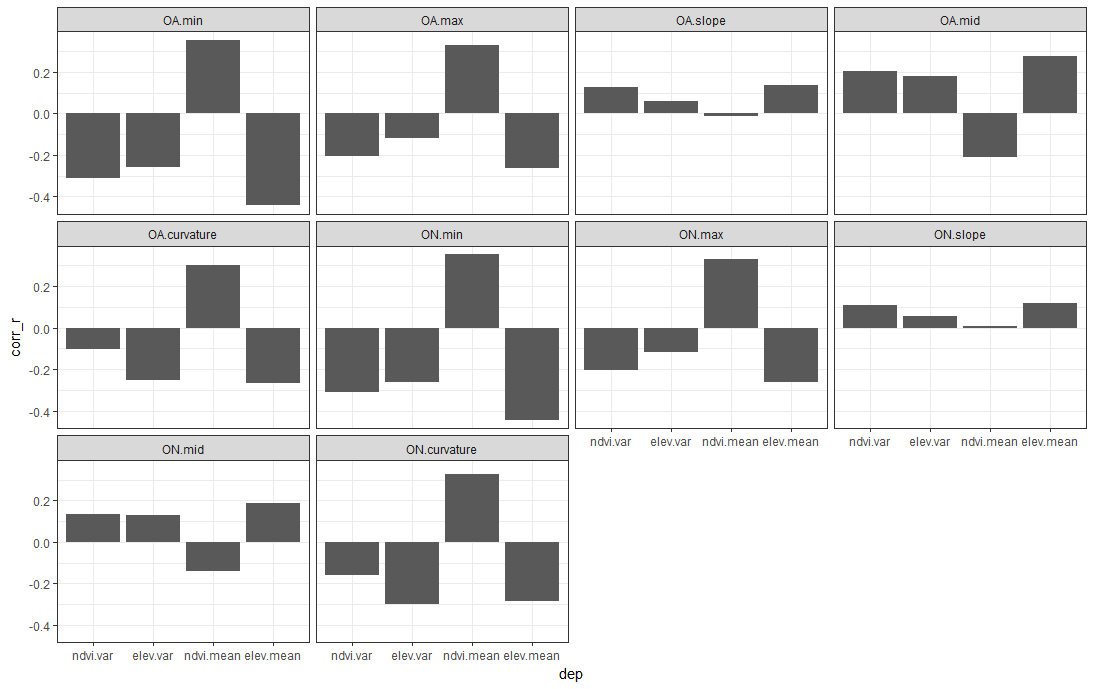 OA.min OA.max OA.slope OA.mid
0.2
0.0
-0.2
-0.4
OA.curvature ON.min ON.max ON.slope
0.2
0.0
-0.2
-0.4
ndvi.var elev.var ndvi.mean elev.mean ndvi.var elev.var ndvi.mean elev.mean
ON.mid ON.curvature
0.2
0.0
-0.2
-0.4
ndvi.var elev.var ndvi.mean elev.mean ndvi.var elev.var ndvi.mean elev.mean
dep
corr_r